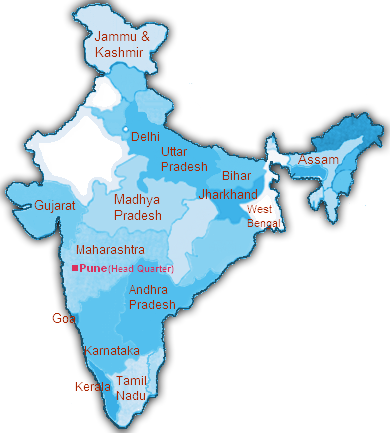 Jammu &
Kashmir
Delhi
Uttar
Pradesh
Assam
Bihar
Jharkhand
Gujarat
Madhya
Pradesh
West
Bengal
Maharashtra
Pune(Head Quarter)
Andhra
Pradesh
Goa
Karnataka
Kerala
Tamil
Nadu